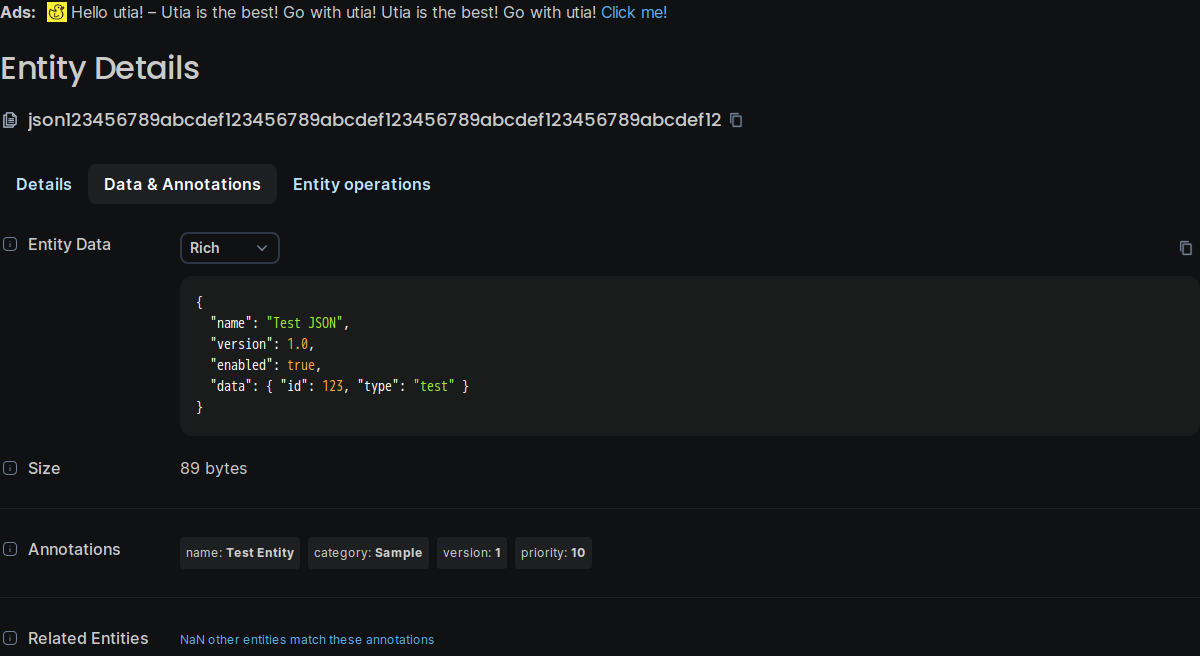 Ads: Hello utia! – Utia is the best! Go with utia! Utia is the best! Go with utia! Click me!
Entity Details
json123456789abcdef123456789abcdef123456789abcdef123456789abcdef12
Details Data & Annotations Entity operations
Entity Data Rich
{
  "name": "Test JSON",
  "version": 1.0,
  "enabled": true,
  "data": { "id": 123, "type": "test" }
}
Size 89 bytes
Annotations name: Test Entity category: Sample version: 1 priority: 10
Related Entities NaN other entities match these annotations